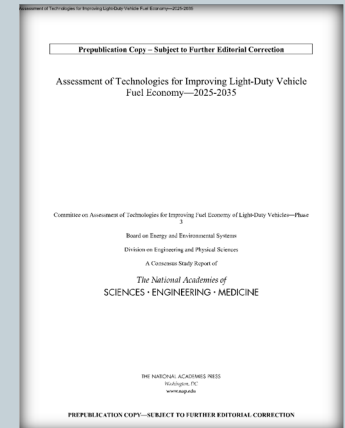 Assessment of Technologies for Improving Light-Duty Vehicle Fuel Economy—2025-2035
Prepublication Copy – Subject to Further Editorial Correction
Assessment of Technologies for Improving Light-Duty Vehicle
Fuel Economy—2025-2035
Committee on Assessment of Technologies for Improving Fuel Economy of Light-Duty Vehicles—Phase
3
Board on Energy and Environmental Systems
Division on Engineering and Physical Sciences
A Consensus Study Report of
The National Academies of
SCIENCES • ENGINEERING • MEDICINE
THE NATIONAL ACADEMIES PRESS
Washington, DC
www.nap.edu
PREPUBLICATION COPY—SUBJECT TO FURTHER EDITORIAL CORRECTION